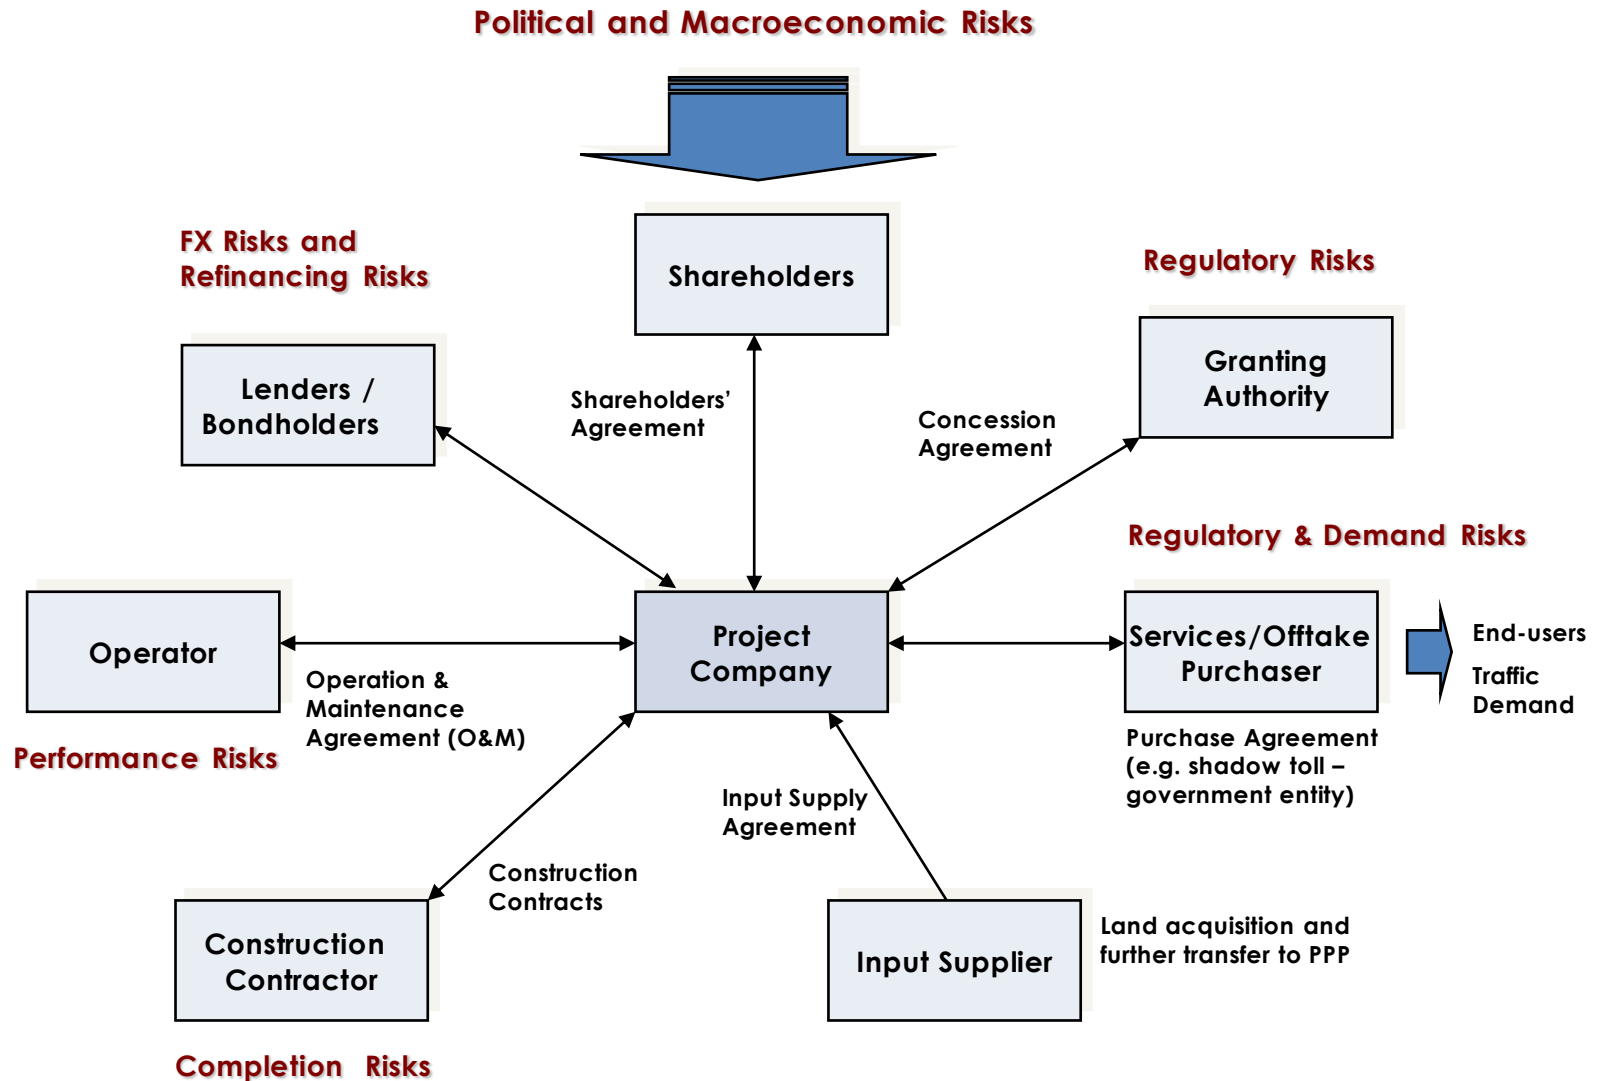 Political and Macroeconomic Risks
FX Risks and
Refinancing Risks
Shareholders
Regulatory Risks
Lenders /
Bondholders
Shareholders’
Agreement
Concession
Agreement
Granting
Authority
Regulatory & Demand Risks
Operator
Operation &
Maintenance
Agreement (O&M)
Project
Company
Services/Offtake
Purchaser
End-users
Traffic
Demand
Performance Risks
Purchase Agreement
(e.g. shadow toll –
government entity)
Input Supply
Agreement
Construction
Contracts
Construction
Contractor
Input Supplier
Land acquisition and
further transfer to PPP
Completion Risks